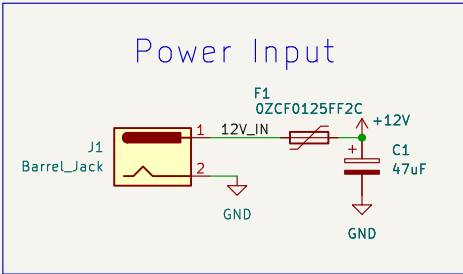 Power Input
F1
0ZCF0125FF2C
+12V
1
12V_IN
J1
Barrel_Jack
2
+
C1
47uF
GND
GND